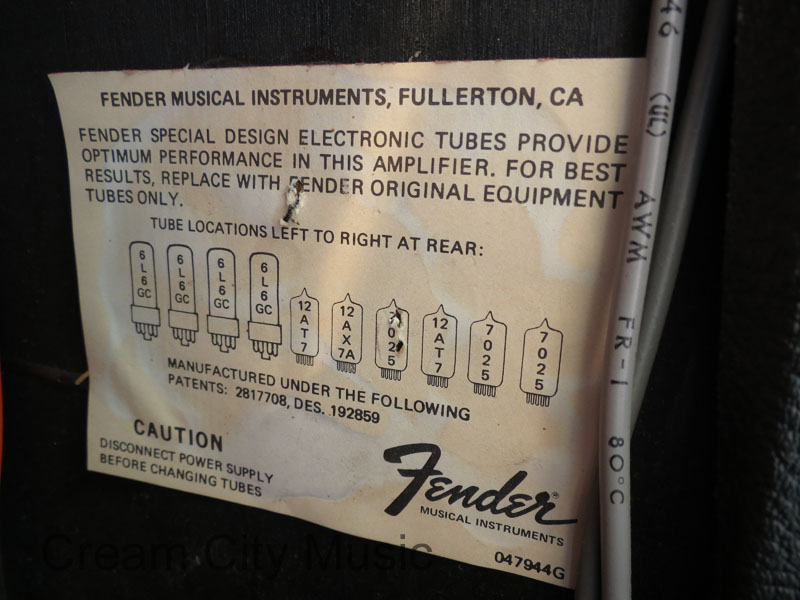 FENDER MUSICAL INSTRUMENTS, FULLERTON, CA
FENDER SPECIAL DESIGN ELECTRONIC TUBES PROVIDE
OPTIMUM PERFORMANCE IN THIS AMPLIFIER. FOR BEST
RESULTS, REPLACE WITH FENDER ORIGINAL EQUIPMENT
TUBES ONLY.
TUBE LOCATIONS LEFT TO RIGHT AT REAR:
6L6GC 6L6GC 6L6GC 6L6GC 12AT7 12AX7A 7025 12AT7 7025 7025
MANUFACTURED UNDER THE FOLLOWING
PATENTS: 2817708, DES. 192859
CAUTION
DISCONNECT POWER SUPPLY
BEFORE CHANGING TUBES
Fender®
MUSICAL INSTRUMENTS
047944G
46 (UL) AWM FR-1 80°C
Cream City Music